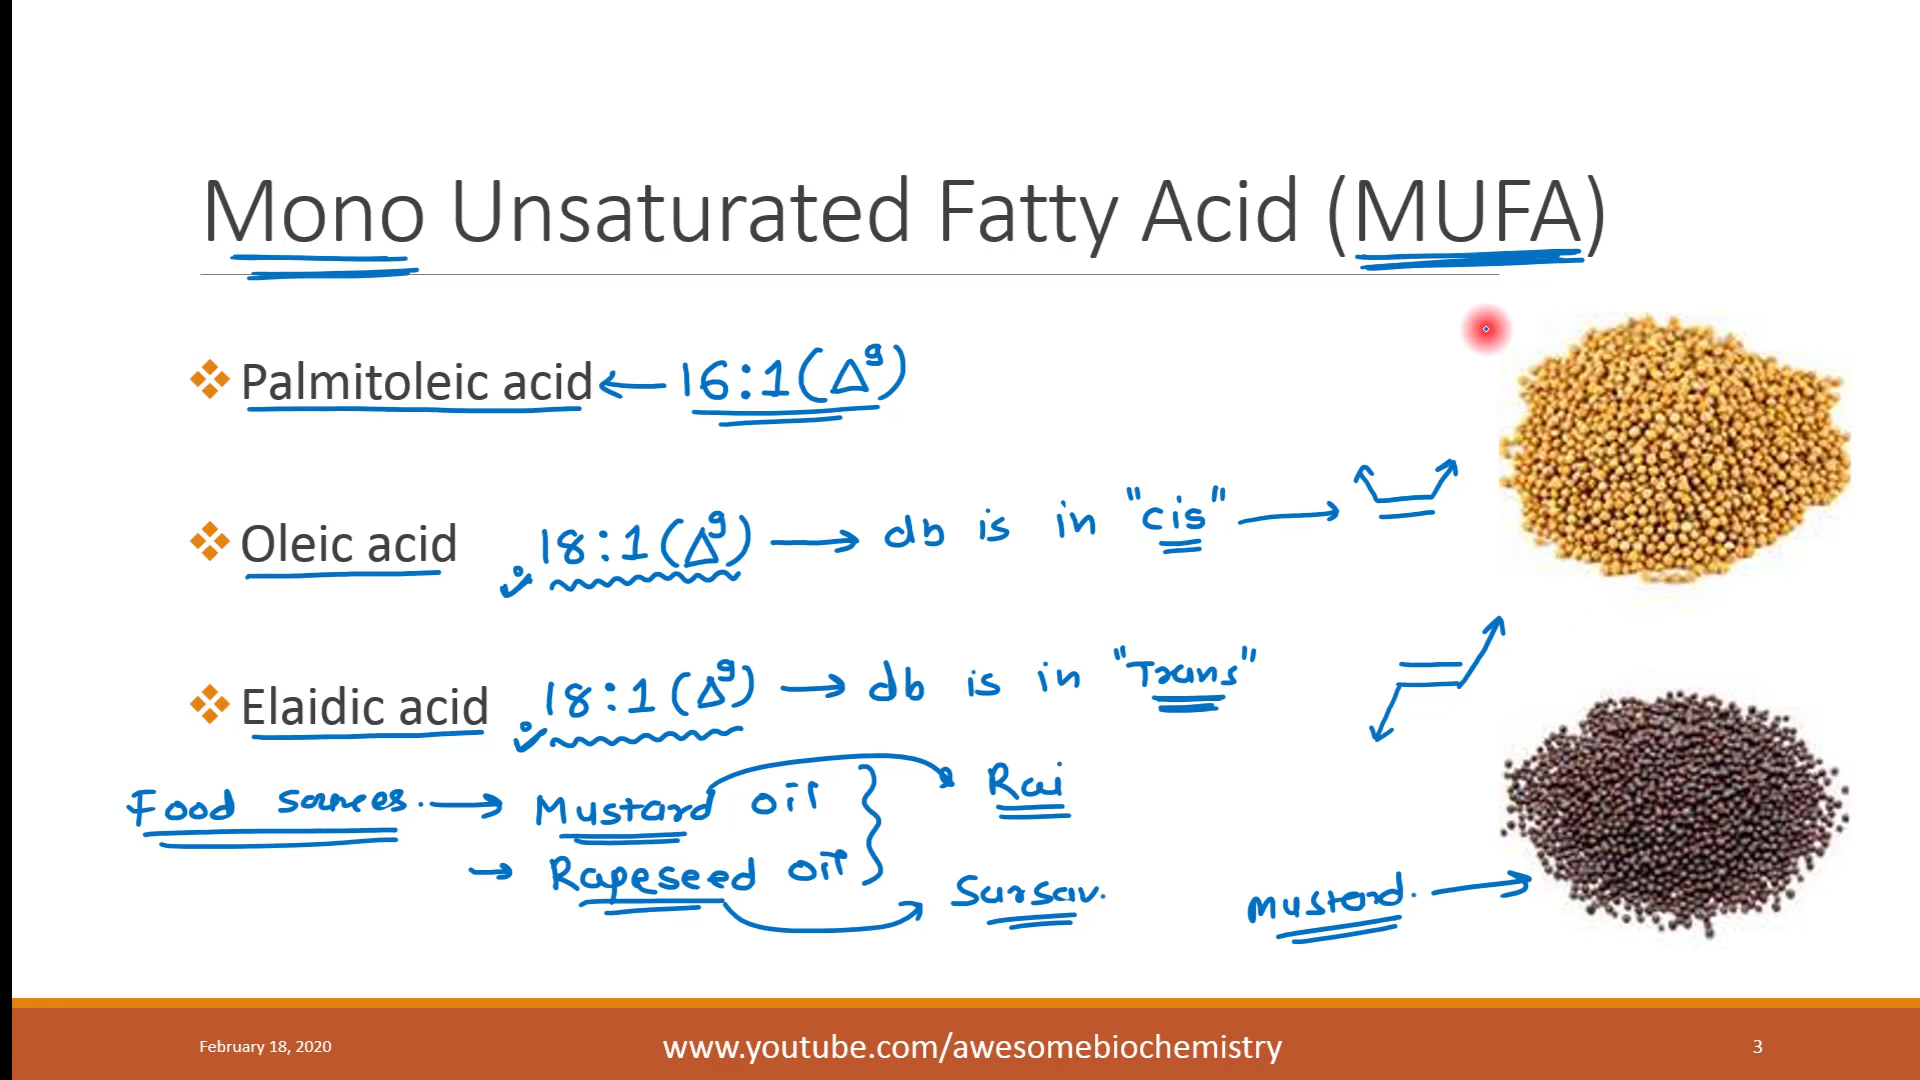 Mono Unsaturated Fatty Acid (MUFA)
Palmitoleic acid ← 16:1(Δ⁹)
Oleic acid 18:1(Δ⁹) → db is in "cis" →
Elaidic acid 18:1(Δ⁹) → db is in "Trans"
Food sources. → Mustard oil } Rai
→ Rapeseed oil Sarsav.
Mustard. →
February 18, 2020
www.youtube.com/awesomebiochemistry
3